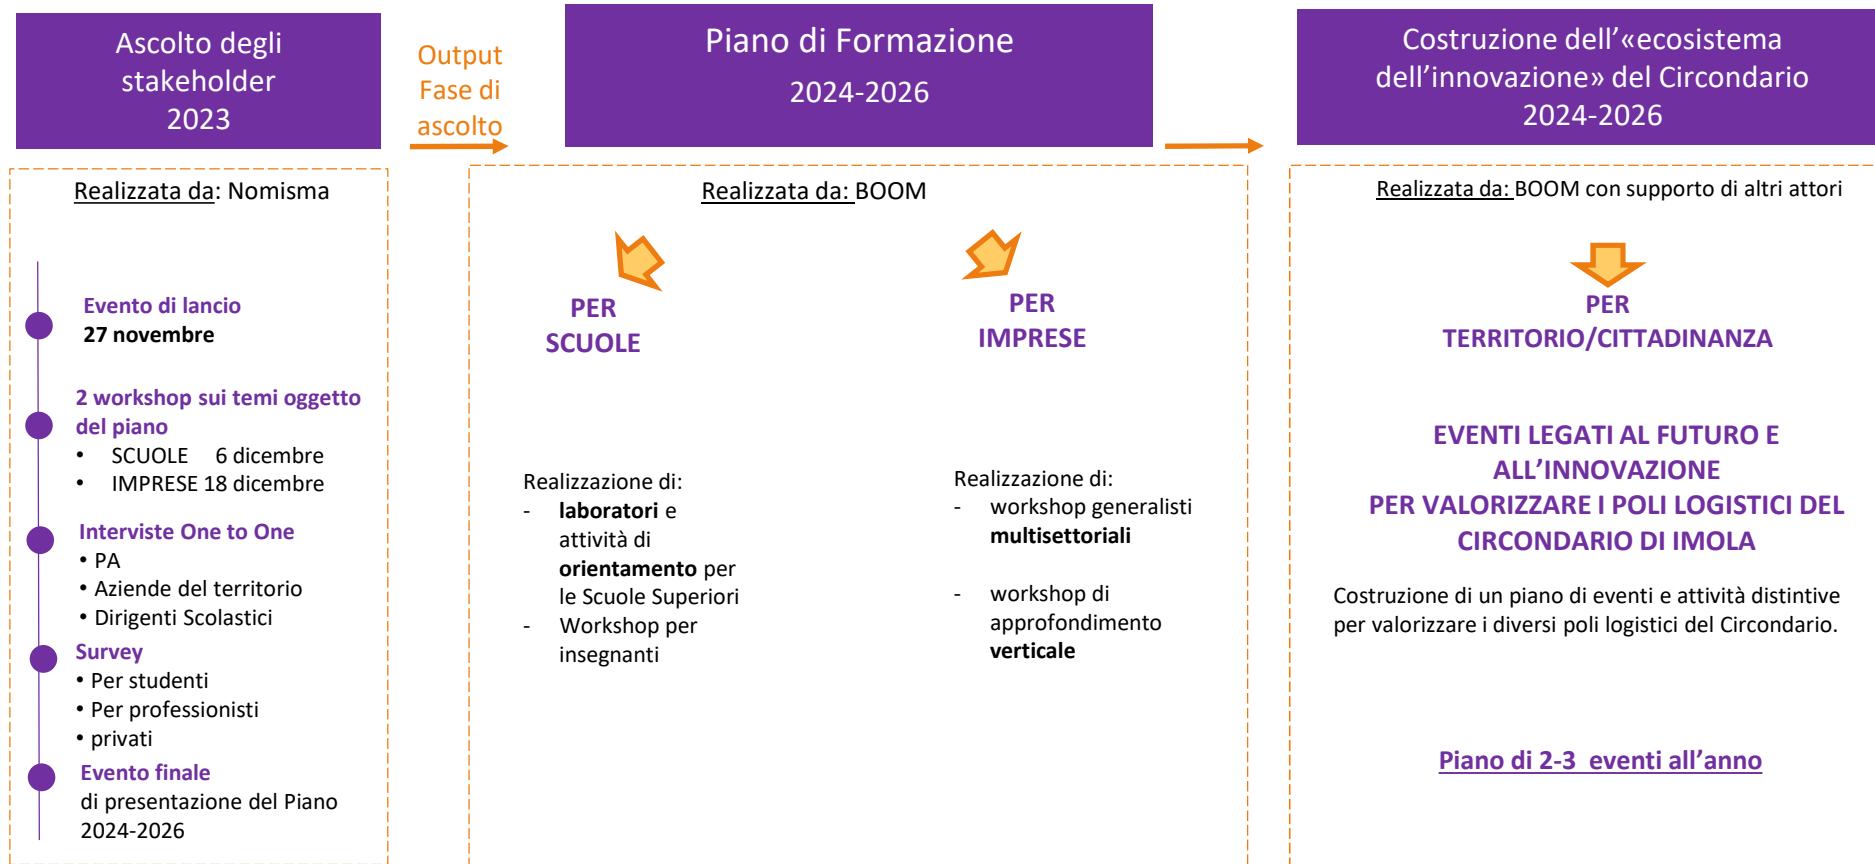 Ascolto degli
stakeholder
2023
Output
Fase di
ascolto
Piano di Formazione
2024-2026
Costruzione dell’«ecosistema
dell’innovazione» del Circondario
2024-2026
Realizzata da: Nomisma
Evento di lancio
27 novembre
2 workshop sui temi oggetto
del piano
• SCUOLE 6 dicembre
• IMPRESE 18 dicembre
Interviste One to One
• PA
• Aziende del territorio
• Dirigenti Scolastici
Survey
• Per studenti
• Per professionisti
• privati
Evento finale
di presentazione del Piano
2024-2026
Realizzata da: BOOM
PER
SCUOLE
Realizzazione di:
- laboratori e
attività di
orientamento per
le Scuole Superiori
- Workshop per
insegnanti
PER
IMPRESE
Realizzazione di:
- workshop generalisti
multisettoriali
- workshop di
approfondimento
verticale
Realizzata da: BOOM con supporto di altri attori
PER
TERRITORIO/CITTADINANZA
EVENTI LEGATI AL FUTURO E
ALL’INNOVAZIONE
PER VALORIZZARE I POLI LOGISTICI DEL
CIRCONDARIO DI IMOLA
Costruzione di un piano di eventi e attività distintive
per valorizzare i diversi poli logistici del Circondario.
Piano di 2-3 eventi all’anno